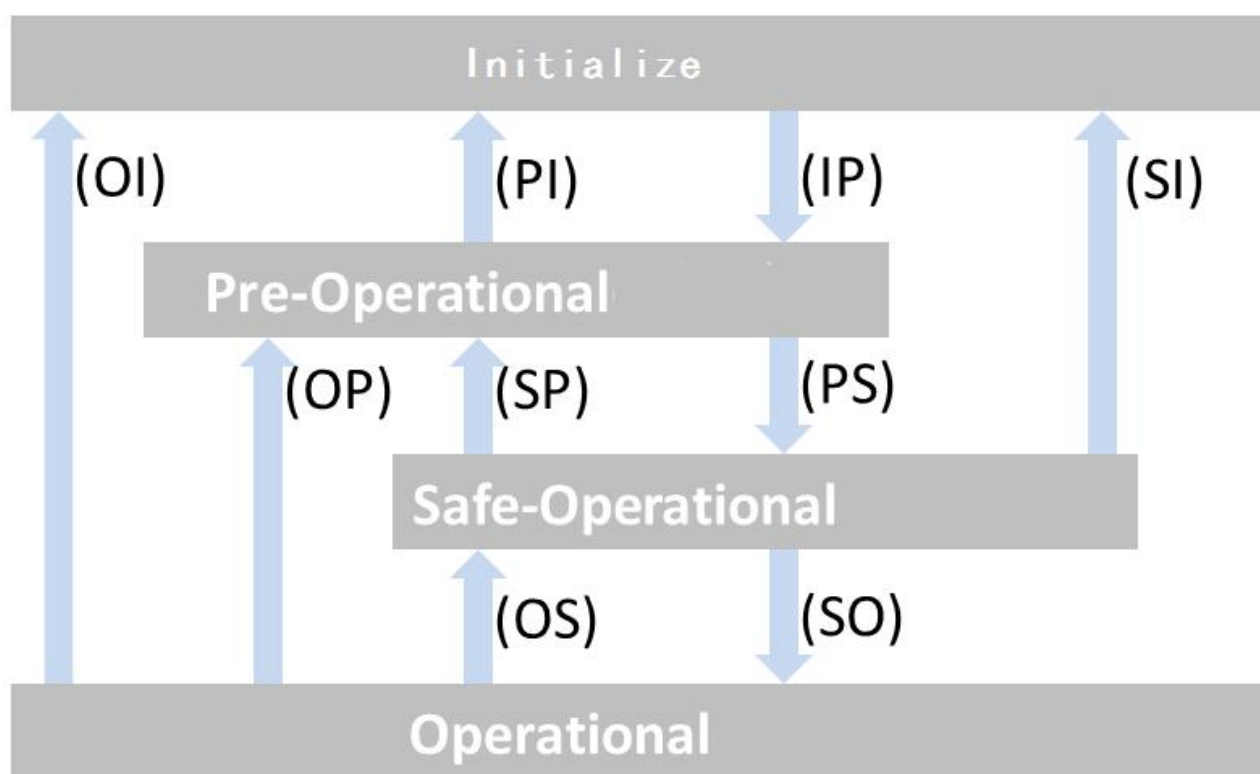 Initialize
(OI)
(PI)
(IP)
(SI)
Pre-Operational
(OP)
(SP)
(PS)
Safe-Operational
(OS)
(SO)
Operational